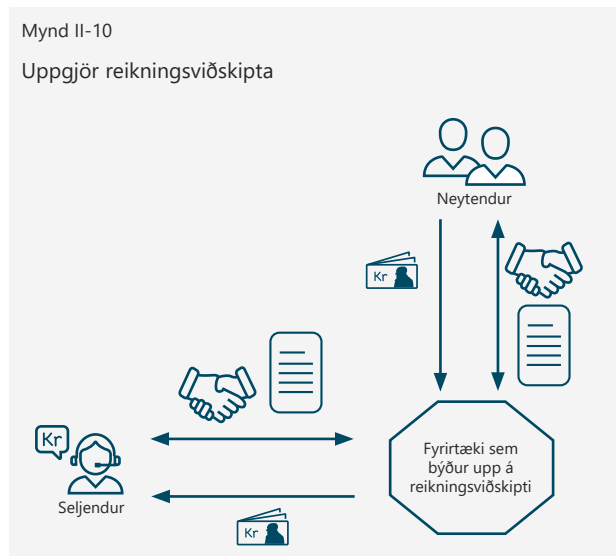 Mynd II-10
Uppgjör reikningsviðskipta
Neytendur
Kr
Kr
Seljendur
Fyrirtæki sem
býður upp á
reikningsviðskipti
Kr